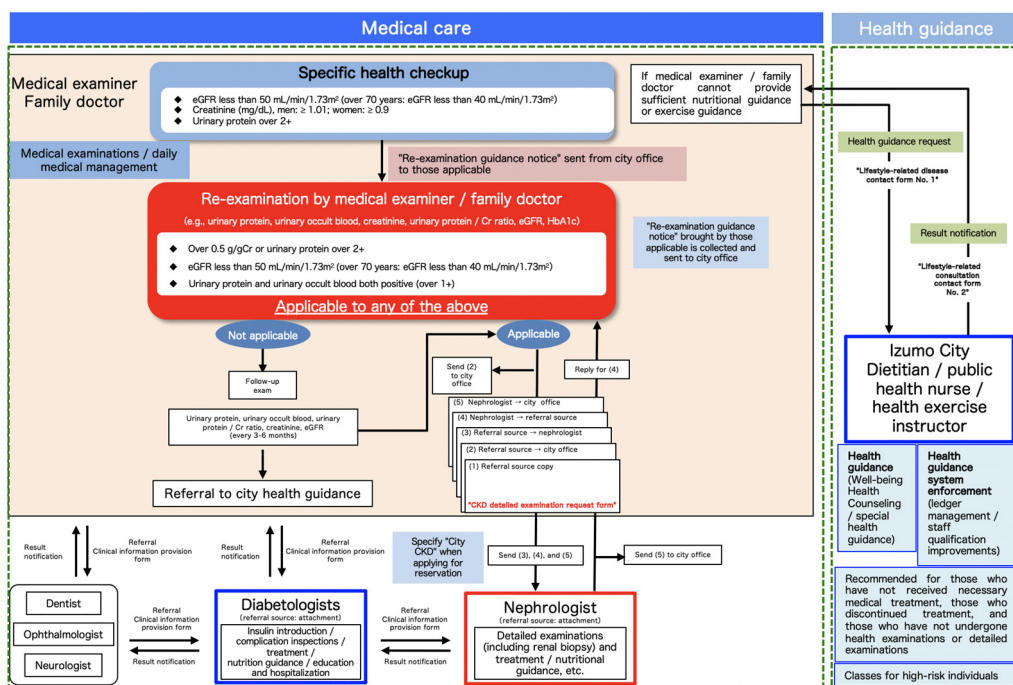 Medical care
Health guidance
Medical examiner
Family doctor
Specific health checkup
◆ eGFR less than 50 mL/min/1.73m² (over 70 years: eGFR less than 40 mL/min/1.73m²)
◆ Creatinine (mg/dL), men: ≥ 1.01; women: ≥ 0.9
◆ Urinary protein over 2+
If medical examiner / family
doctor cannot provide
sufficient nutritional guidance
or exercise guidance
Medical examinations / daily
medical management
"Re-examination guidance notice" sent from city office
to those applicable
Health guidance request
"Lifestyle-related disease
contact form No. 1"
Re-examination by medical examiner / family
doctor
(e.g., urinary protein, urinary occult blood, creatinine, urinary protein / Cr ratio, eGFR, HbA1c)
◆ Over 0.5 g/gCr or urinary protein over 2+
◆ eGFR less than 50 mL/min/1.73m² (over 70 years: eGFR less than 40 mL/min/1.73m²)
◆ Urinary protein and urinary occult blood both positive (over 1+)
Applicable to any of the above
"Re-examination guidance
notice" brought by those
applicable is collected and
sent to city office
Result notification
"Lifestyle-related
consultation
contact form
No. 2"
Not applicable
Applicable
Follow-up
exam
Send (2)
to city
office
Reply for (4)
Urinary protein, urinary occult blood, urinary
protein / Cr ratio, creatinine, eGFR
(every 3-6 months)
Referral to city health guidance
(5) Nephrologist → city office
(4) Nephrologist → referral source
(3) Referral source → nephrologist
(2) Referral source → city office
(1) Referral source copy
"CKD detailed examination request form"
Izumo City
Dietitian / public
health nurse /
health exercise
instructor
Health
guidance
(Well-being
Health
Counseling
/ special
health
guidance)
Health
guidance
system
enforcement
(ledger
management /
staff
qualification
improvements)
Result
notification
Referral
Clinical information provision
form
Result
notification
Referral
Clinical information provision
form
Specify "City
CKD" when
applying for
reservation
Send (3), (4), and (5)
Send (5) to city office
Recommended for those who
have not received necessary
medical treatment, those who
discontinued treatment, and
those who have not undergone
health examinations or detailed
examinations
Classes for high-risk individuals
Dentist
Ophthalmologist
Neurologist
Referral
Clinical information
provision form
Result notification
Diabetologists
(referral source: attachment)
Insulin introduction /
complication inspections /
treatment /
nutrition guidance / education
and hospitalization
Referral
Clinical information
provision form
Result notification
Nephrologist
(referral source: attachment)
Detailed examinations
(including renal biopsy) and
treatment / nutritional
guidance, etc.